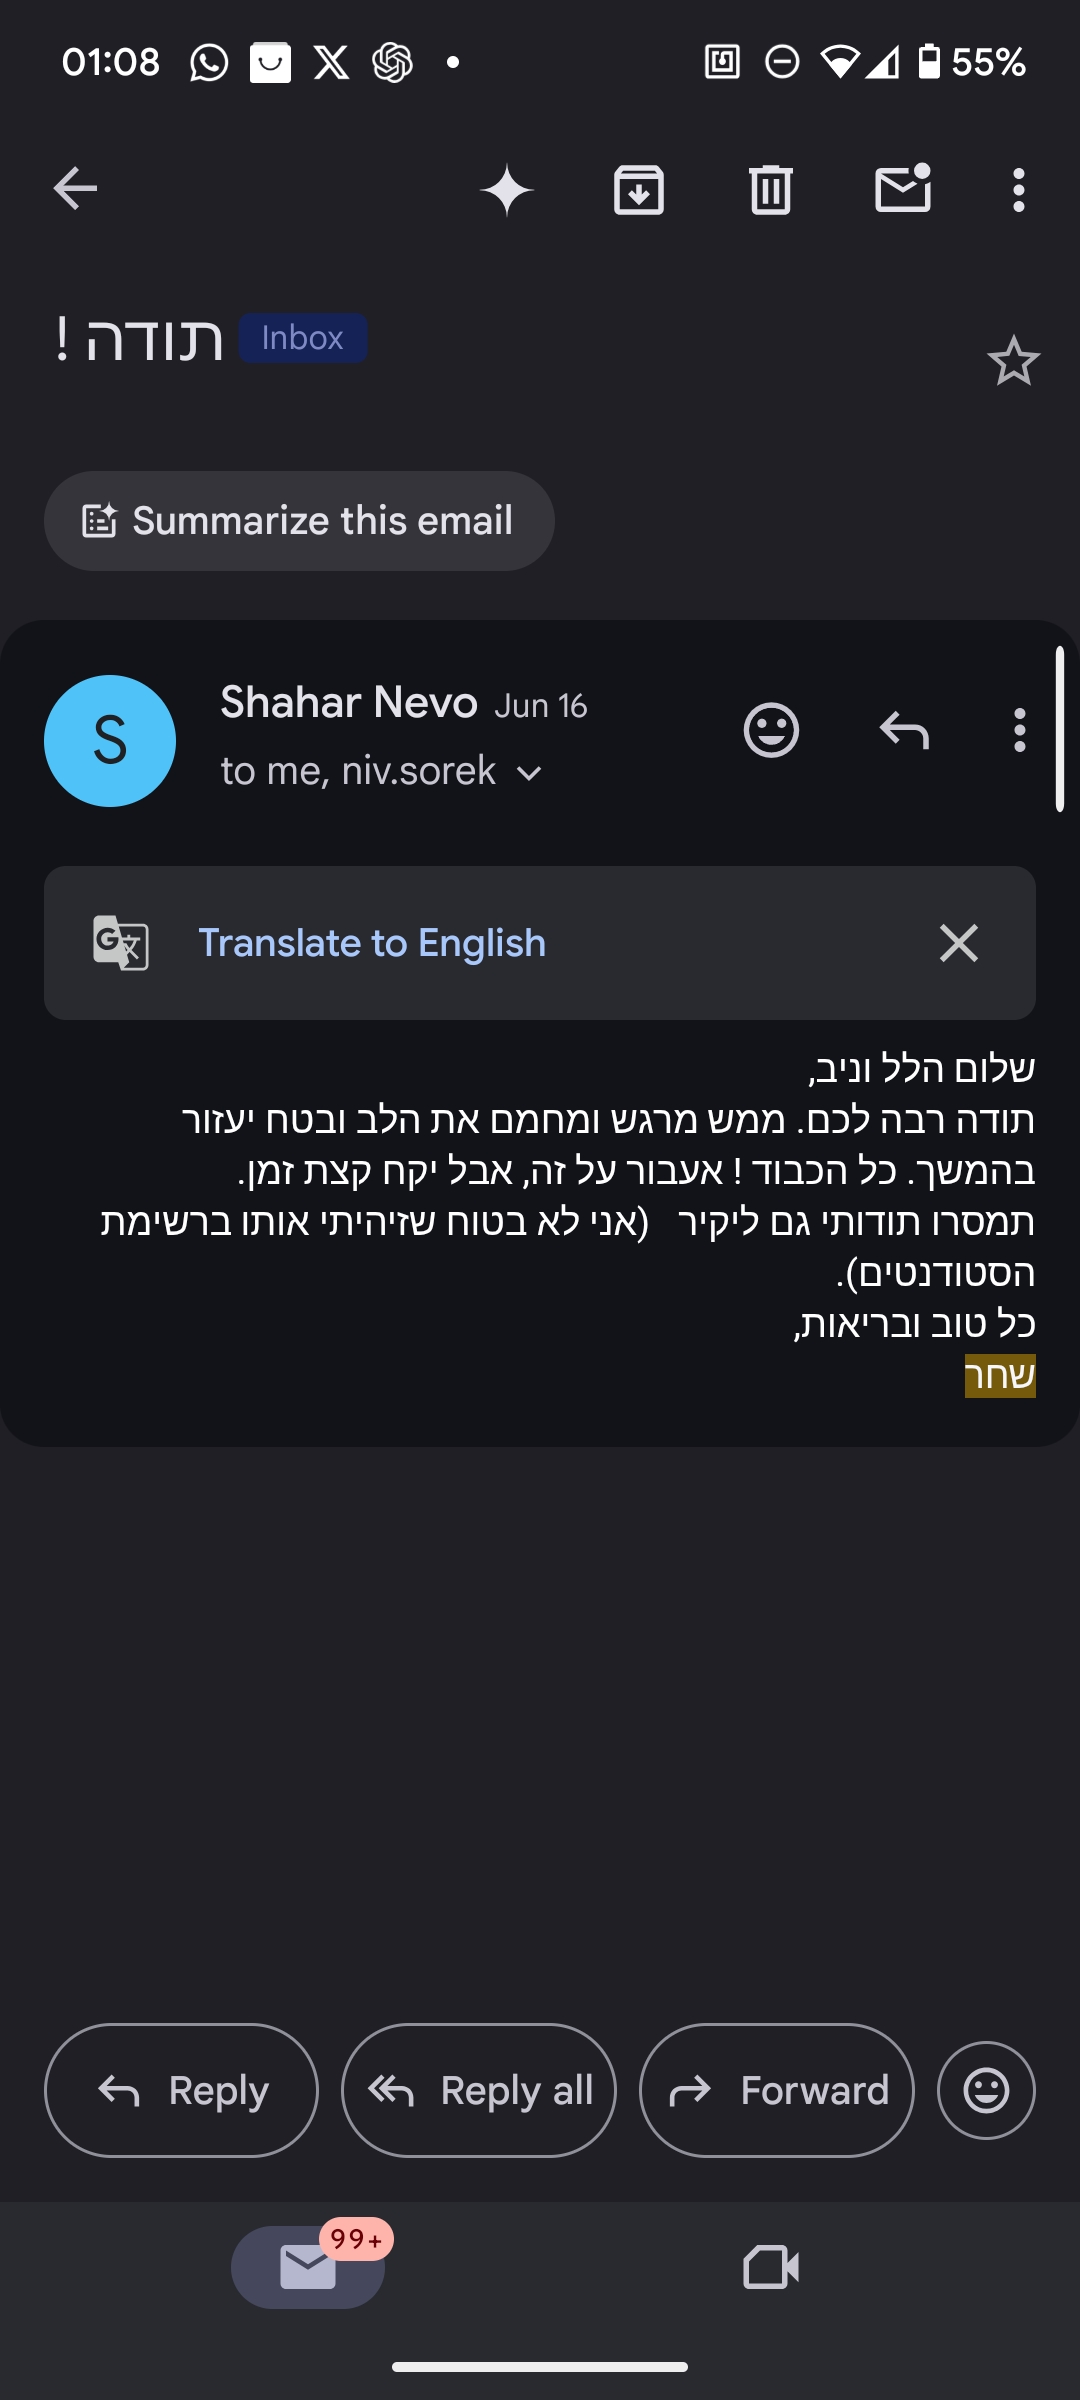 01:08
55%
תודה !
Inbox
Summarize this email
S
Shahar Nevo Jun 16
to me, niv.sorek
G
Translate to English
שלום הלל וניב,
תודה רבה לכם. ממש מרגש ומחמם את הלב ובטח יעזור
בהמשך. כל הכבוד ! אעבור על זה, אבל יקח קצת זמן.
תמסרו תודותי גם ליקיר   (אני לא בטוח שזיהיתי אותו ברשימת
הסטודנטים).
כל טוב ובריאות,
שחר
Reply
Reply all
Forward
99+